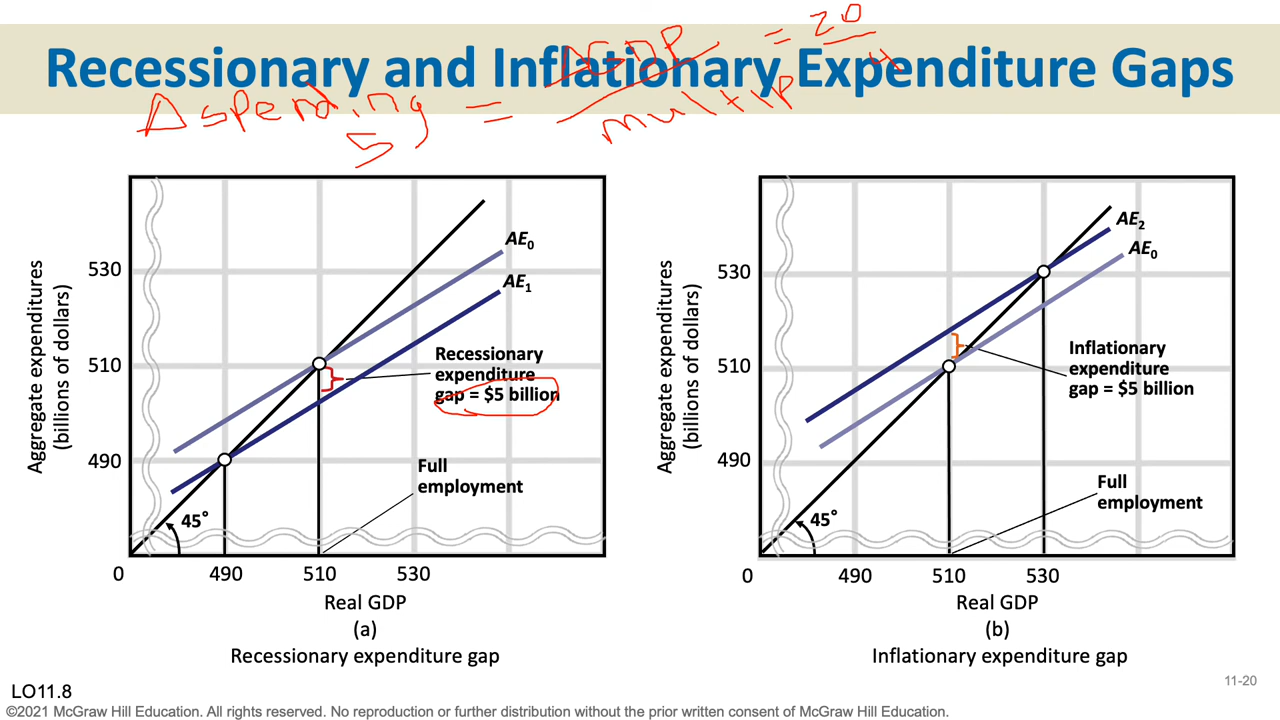 Recessionary and Inflationary Expenditure Gaps
Δ spending = ΔGDP / multip = 20 / 4
5
Aggregate expenditures
(billions of dollars)
530
510
490
0
490 510 530
45°
AE0
AE1
Recessionary
expenditure
gap = $5 billion
Full
employment
Real GDP
(a)
Recessionary expenditure gap
Aggregate expenditures
(billions of dollars)
530
510
490
0
490 510 530
45°
AE2
AE0
Inflationary
expenditure
gap = $5 billion
Full
employment
Real GDP
(b)
Inflationary expenditure gap
11-20
LO11.8
©2021 McGraw Hill Education. All rights reserved. No reproduction or further distribution without the prior written consent of McGraw Hill Education.